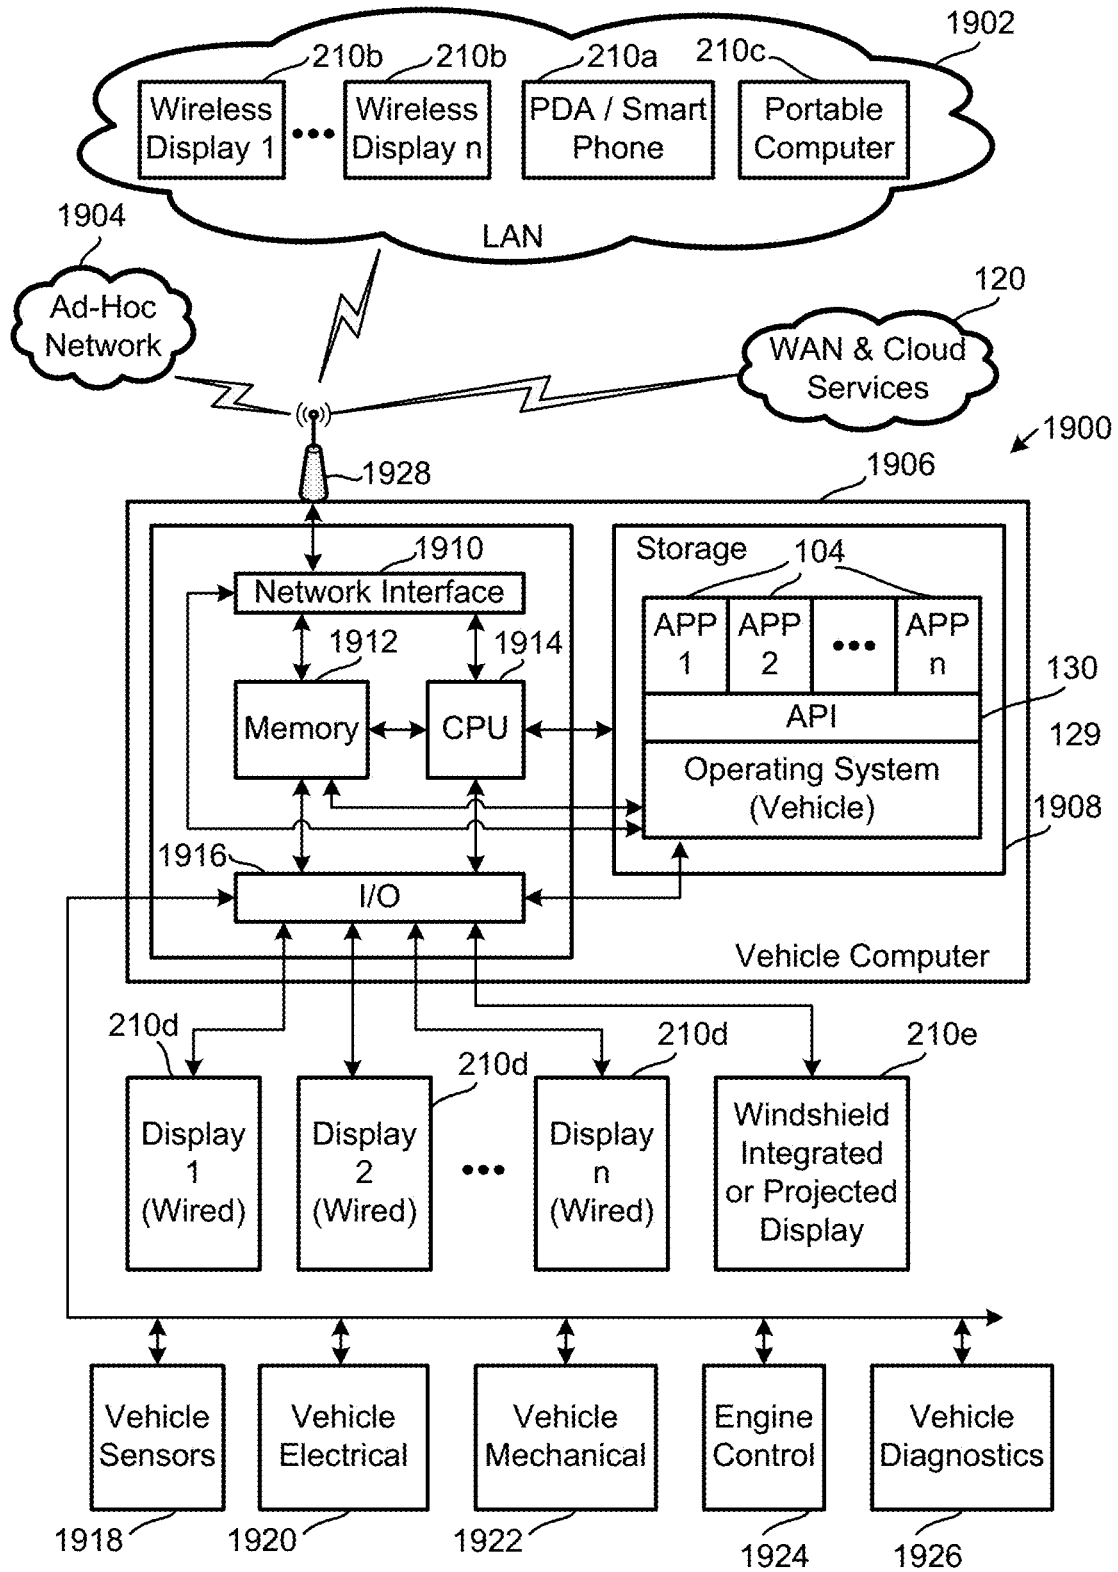 1902
210b
210b
210a
210c
Wireless
Display 1
Wireless
Display n
PDA / Smart
Phone
Portable
Computer
LAN
1904
Ad-Hoc
Network
120
WAN & Cloud
Services
1900
1928
1906
1910
Network Interface
1912
Memory
1914
CPU
Storage
104
APP
1
APP
2
APP
n
130
API
129
Operating System
(Vehicle)
1908
1916
I/O
Vehicle Computer
210d
Display
1
(Wired)
210d
Display
2
(Wired)
210d
Display
n
(Wired)
210e
Windshield
Integrated
or Projected
Display
Vehicle
Sensors
Vehicle
Electrical
Vehicle
Mechanical
Engine
Control
Vehicle
Diagnostics
1918
1920
1922
1924
1926